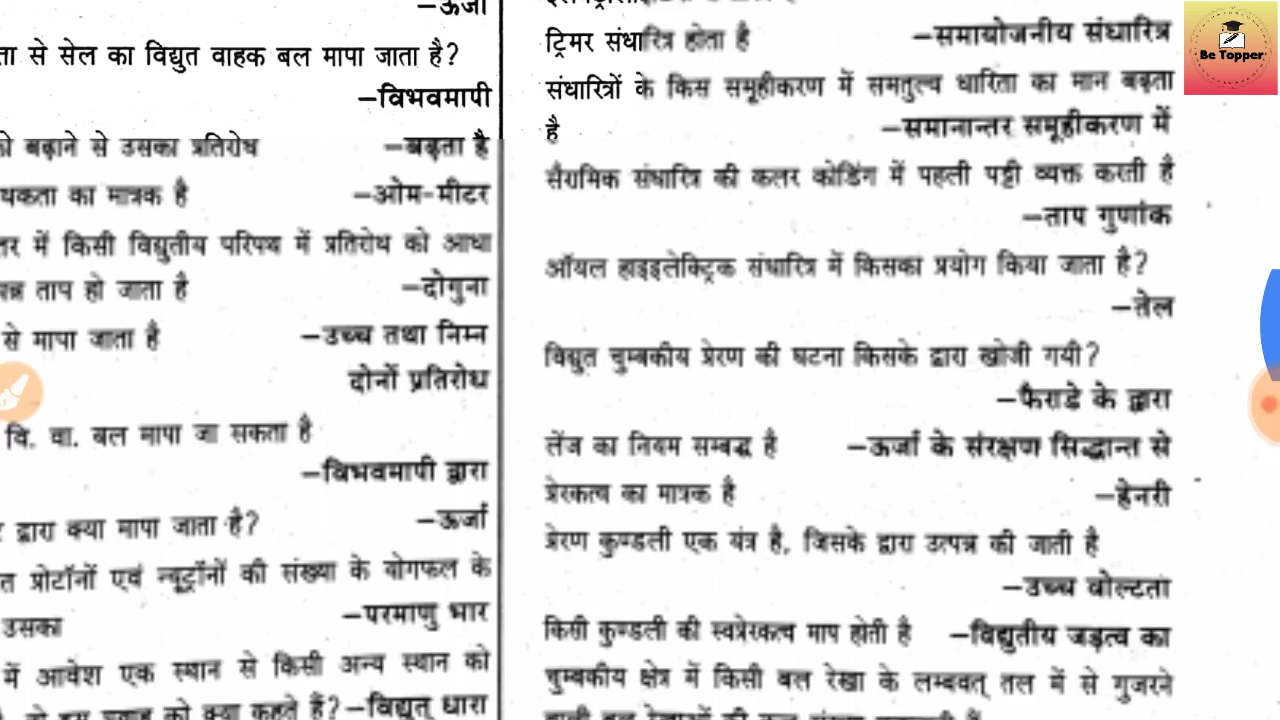 –ऊर्जा
ता से सेल का विद्युत वाहक बल मापा जाता है?
–विभवमापी
को बढ़ाने से उसका प्रतिरोध –बढ़ता है
यकता का मात्रक है –ओम-मीटर
तर में किसी विद्युतीय परिपथ में प्रतिरोध को आधा
पन्न ताप हो जाता है –दोगुना
से मापा जाता है –उच्च तथा निम्न
दोनों प्रतिरोध
वि. वा. बल मापा जा सकता है
–विभवमापी द्वारा
द्वारा क्या मापा जाता है? –ऊर्जा
त प्रोटॉनों एवं न्यूट्रॉनों की संख्या के योगफल के
उसका –परमाणु भार
में आवेश एक स्थान से किसी अन्य स्थान को
को क्या कहते हैं?–विद्युत् धारा
ट्रिमर संधारित्र होता है –समायोजनीय संधारित्र
संधारित्रों के किस समूहीकरण में समतुल्य धारिता का मान बढ़ता
है –समानान्तर समूहीकरण में
सैरामिक संधारित्र की कलर कोडिंग में पहली पट्टी व्यक्त करती है
–ताप गुणांक
ऑयल डाइइलेक्ट्रिक संधारित्र में किसका प्रयोग किया जाता है?
–तेल
विद्युत चुम्बकीय प्रेरण की घटना किसके द्वारा खोजी गयी?
–फैराडे के द्वारा
लेंज का नियम सम्बद्ध है –ऊर्जा के संरक्षण सिद्धान्त से
प्रेरकत्व का मात्रक है –हेनरी
प्रेरण कुण्डली एक यंत्र है, जिसके द्वारा उत्पन्न की जाती है
–उच्च वोल्टता
किसी कुण्डली की स्वप्रेरकत्व माप होती है –विद्युतीय जड़त्व का
चुम्बकीय क्षेत्र में किसी बल रेखा के लम्बवत् तल में से गुजरने
Be Topper